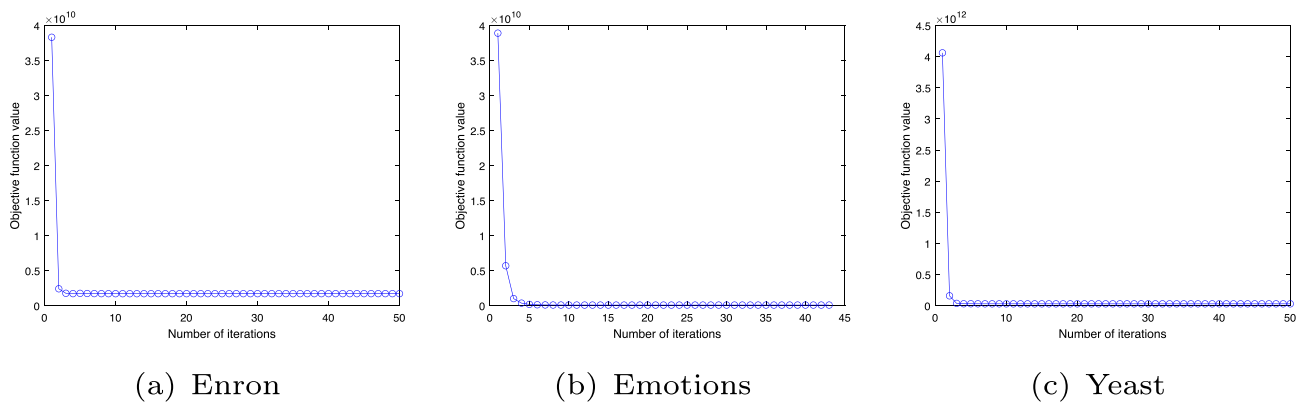 ×10^10
4
3.5
3
2.5
2
1.5
1
0.5
0
0 10 20 30 40 50
Objective function value
Number of iterations
(a) Enron
×10^10
4
3.5
3
2.5
2
1.5
1
0.5
0
0 5 10 15 20 25 30 35 40 45
Objective function value
Number of iterations
(b) Emotions
×10^12
4.5
4
3.5
3
2.5
2
1.5
1
0.5
0
0 10 20 30 40 50
Objective function value
Number of iterations
(c) Yeast